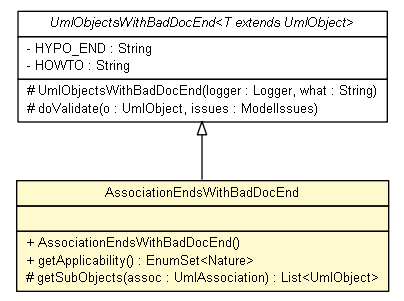 UmlObjectsWithBadDocEnd<T extends UmlObject>
- HYPO_END : String
- HOWTO : String
# UmlObjectsWithBadDocEnd(logger : Logger, what : String)
# doValidate(o : UmlObject, issues : ModelIssues)
AssociationEndsWithBadDocEnd
+ AssociationEndsWithBadDocEnd()
+ getApplicability() : EnumSet<Nature>
# getSubObjects(assoc : UmlAssociation) : List<UmlObject>